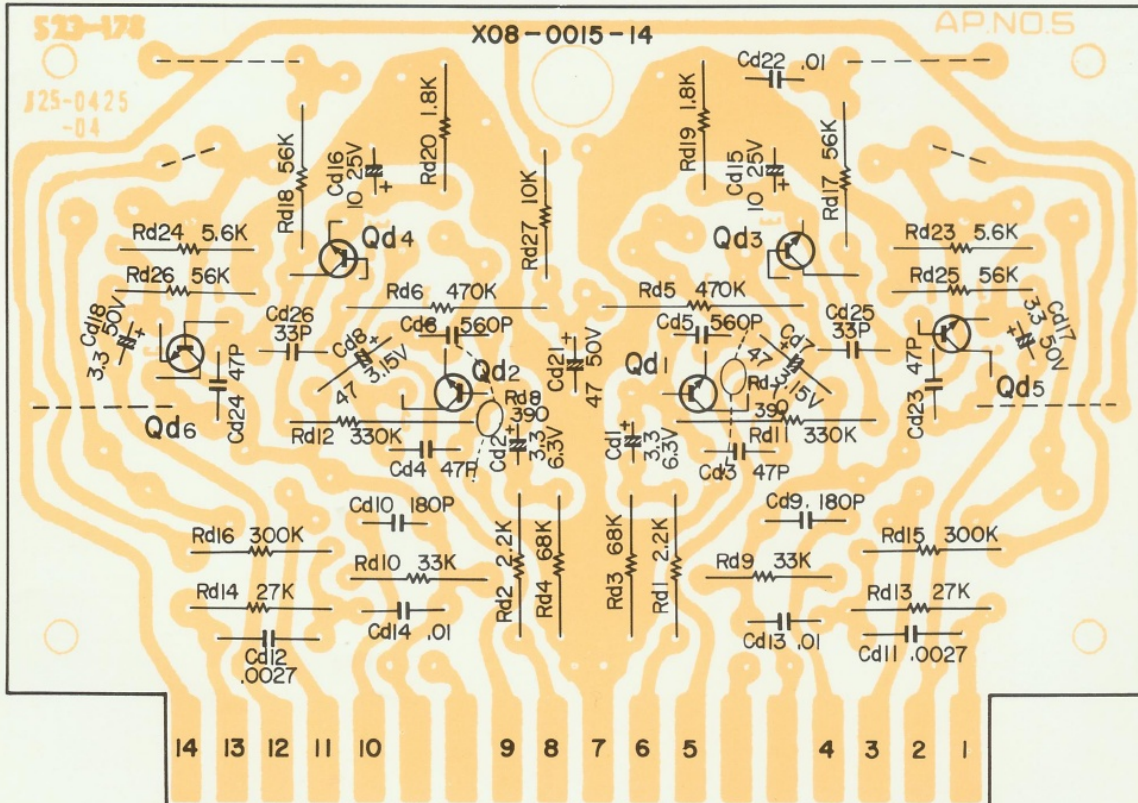 523-178
X08-0015-14
AP.NO.5
J25-0425
-04
Cd22 .01
Rd18 56K
Cd16
10 25V
Rd20 1.8K
Rd27 10K
Rd19 1.8K
Cd15
10 25V
Rd17 56K
Rd24 5.6K
Qd4
Qd3
Rd23 5.6K
Rd26 56K
Rd25 56K
Rd6 470K
Rd5 470K
Cd18
3.3 50V
Cd26
33P
Cd8
47 3.15V
Cd6 560P
Cd21
47 50V
Cd5 560P
Cd7
47 3.15V
Cd25
33P
Cd17
3.3 50V
Qd2
Qd1
Qd5
Qd6
Cd24 47P
Cd23 47P
Rd8
390
Rd7
390
Rd12 330K
Rd11 330K
Cd2
3.3
6.3V
Cd1
3.3
6.3V
Cd4 47P
Cd3 47P
Cd10 180P
Cd9 180P
Rd16 300K
Rd15 300K
Rd10 33K
Rd2 2.2K
Rd4 68K
Rd3 68K
Rd1 2.2K
Rd9 33K
Rd14 27K
Rd13 27K
Cd14 .01
Cd13 .01
Cd12
.0027
Cd11 .0027
14 13 12 11 10 9 8 7 6 5 4 3 2 1